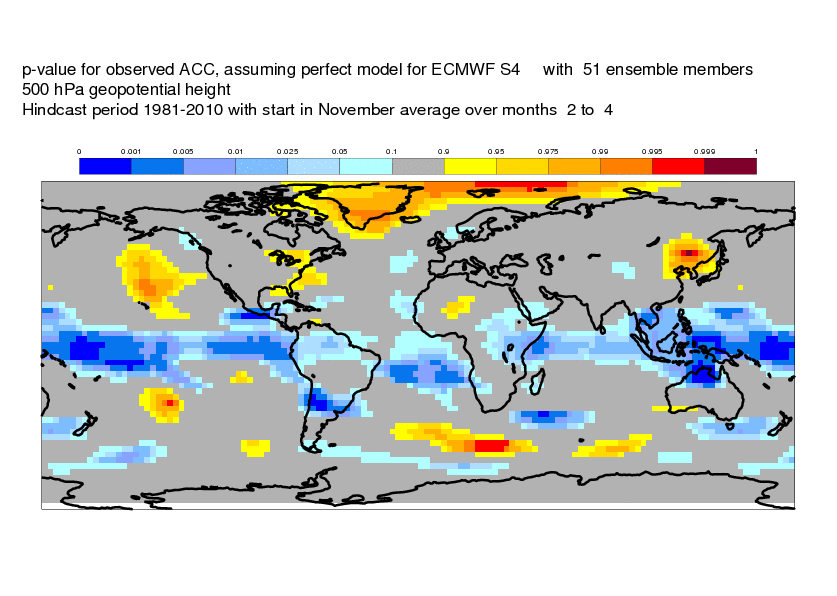 p-value for observed ACC, assuming perfect model for ECMWF S4 with 51 ensemble members
500 hPa geopotential height
Hindcast period 1981-2010 with start in November average over months 2 to 4
0 0.001 0.005 0.01 0.025 0.05 0.1 0.9 0.95 0.975 0.99 0.995 0.999 1